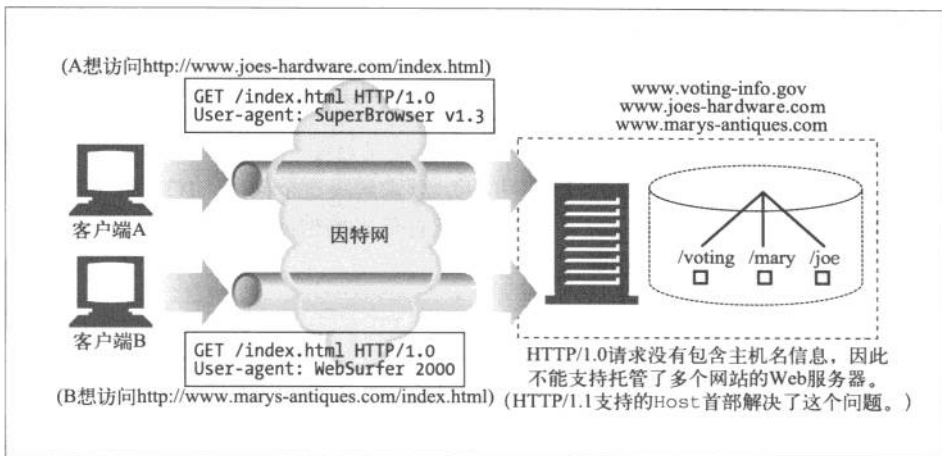 (A想访问http://www.joes-hardware.com/index.html)
GET /index.html HTTP/1.0
User-agent: SuperBrowser v1.3
www.voting-info.gov
www.joes-hardware.com
www.marys-antiques.com
客户端A
因特网
/voting /mary /joe
客户端B
GET /index.html HTTP/1.0
User-agent: WebSurfer 2000
(B想访问http://www.marys-antiques.com/index.html)
HTTP/1.0请求没有包含主机名信息，因此
不能支持托管了多个网站的Web服务器。
(HTTP/1.1支持的Host首部解决了这个问题。)